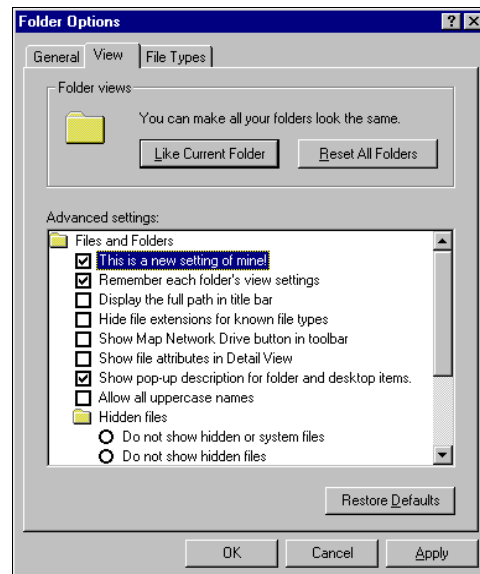 Folder Options
General View File Types
Folder views
You can make all your folders look the same.
Like Current Folder Reset All Folders
Advanced settings:
Files and Folders
This is a new setting of mine!
Remember each folder's view settings
Display the full path in title bar
Hide file extensions for known file types
Show Map Network Drive button in toolbar
Show file attributes in Detail View
Show pop-up description for folder and desktop items.
Allow all uppercase names
Hidden files
Do not show hidden or system files
Do not show hidden files
Restore Defaults
OK Cancel Apply